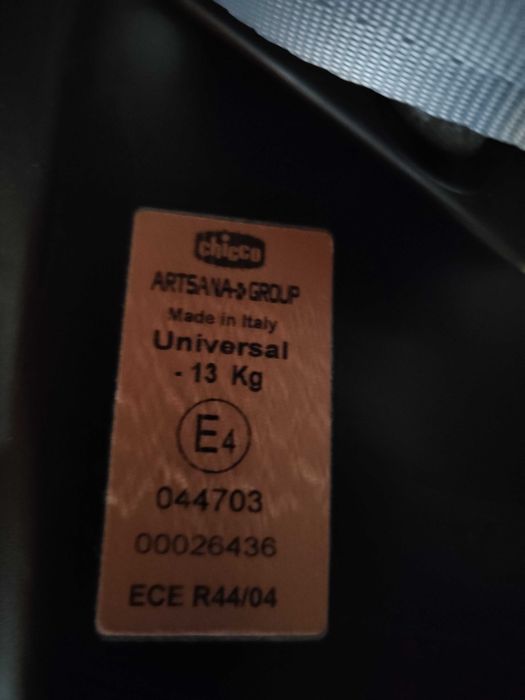 chicco
ARTSANA GROUP
Made in Italy
Universal
- 13 Kg
E4
044703
00026436
ECE R44/04